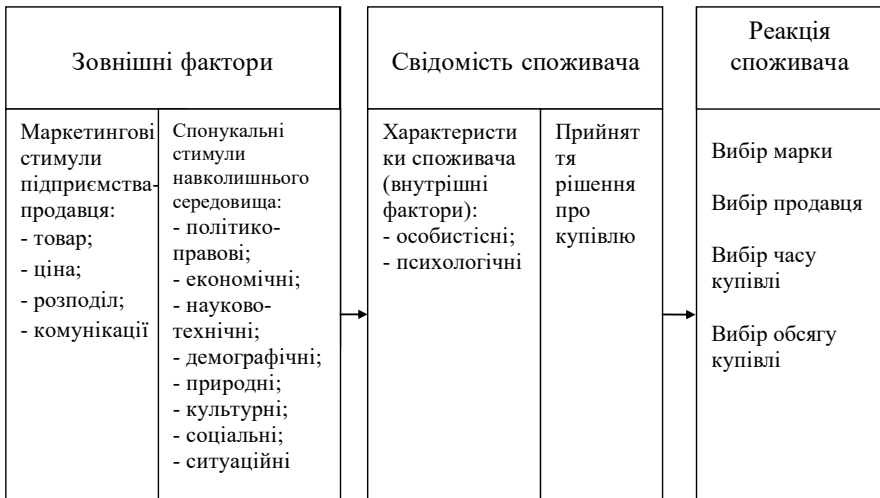 Зовнішні фактори
Маркетингові
стимули
підприємства-
продавця:
- товар;
- ціна;
- розподіл;
- комунікації
Спонукальні
стимули
навколишнього
середовища:
- політико-
правові;
- економічні;
- науково-
технічні;
- демографічні;
- природні;
- культурні;
- соціальні;
- ситуаційні
Свідомість споживача
Характеристи
ки споживача
(внутрішні
фактори):
- особистісні;
- психологічні
Прийнят
тя
рішення
про
купівлю
Реакція
споживача
Вибір марки
Вибір продавця
Вибір часу
купівлі
Вибір обсягу
купівлі